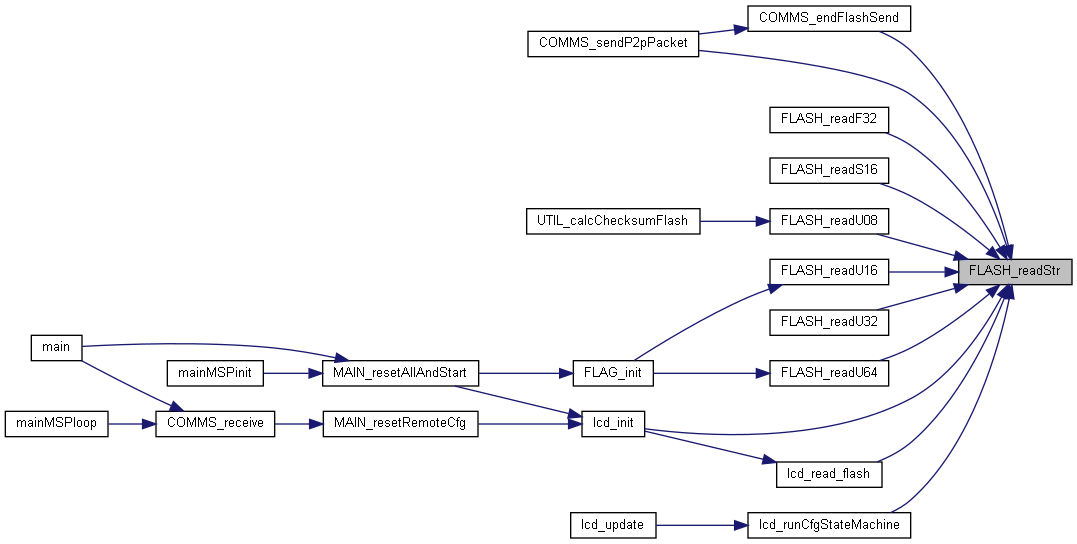 COMMS_endFlashSend
COMMS_sendP2pPacket
FLASH_readF32
FLASH_readS16
UTIL_calcChecksumFlash
FLASH_readU08
FLASH_readU16
FLASH_readStr
FLASH_readU32
main
mainMSPinit
MAIN_resetAllAndStart
FLAG_init
FLASH_readU64
mainMSPloop
COMMS_receive
MAIN_resetRemoteCfg
lcd_init
lcd_read_flash
lcd_update
lcd_runCfgStateMachine